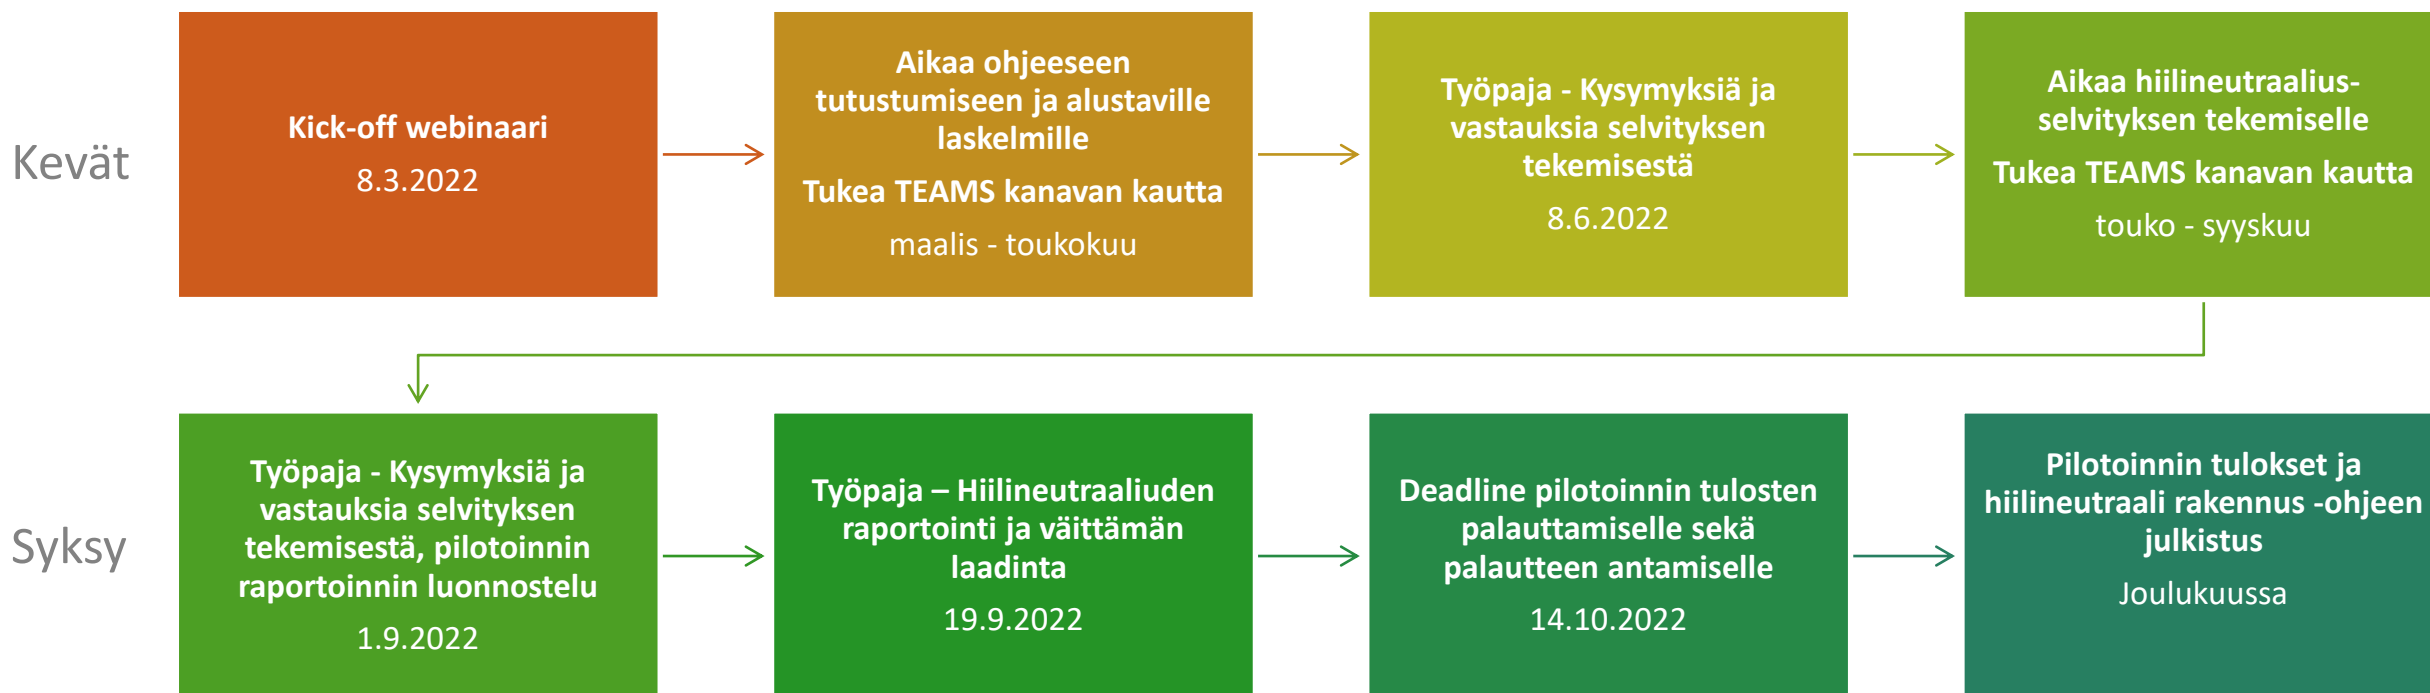 Kevät
Kick-off webinaari
8.3.2022
Aikaa ohjeeseen
tutustumiseen ja alustaville
laskelmille
Tukea TEAMS kanavan kautta
maalis - toukokuu
Työpaja - Kysymyksiä ja
vastauksia selvityksen
tekemisestä
8.6.2022
Aikaa hiilineutraalius-
selvityksen tekemiselle
Tukea TEAMS kanavan kautta
touko - syyskuu
Syksy
Työpaja - Kysymyksiä ja
vastauksia selvityksen
tekemisestä, pilotoinnin
raportoinnin luonnostelu
1.9.2022
Työpaja – Hiilineutraaliuden
raportointi ja väittämän
laadinta
19.9.2022
Deadline pilotoinnin tulosten
palauttamiselle sekä
palautteen antamiselle
14.10.2022
Pilotoinnin tulokset ja
hiilineutraali rakennus -ohjeen
julkistus
Joulukuussa